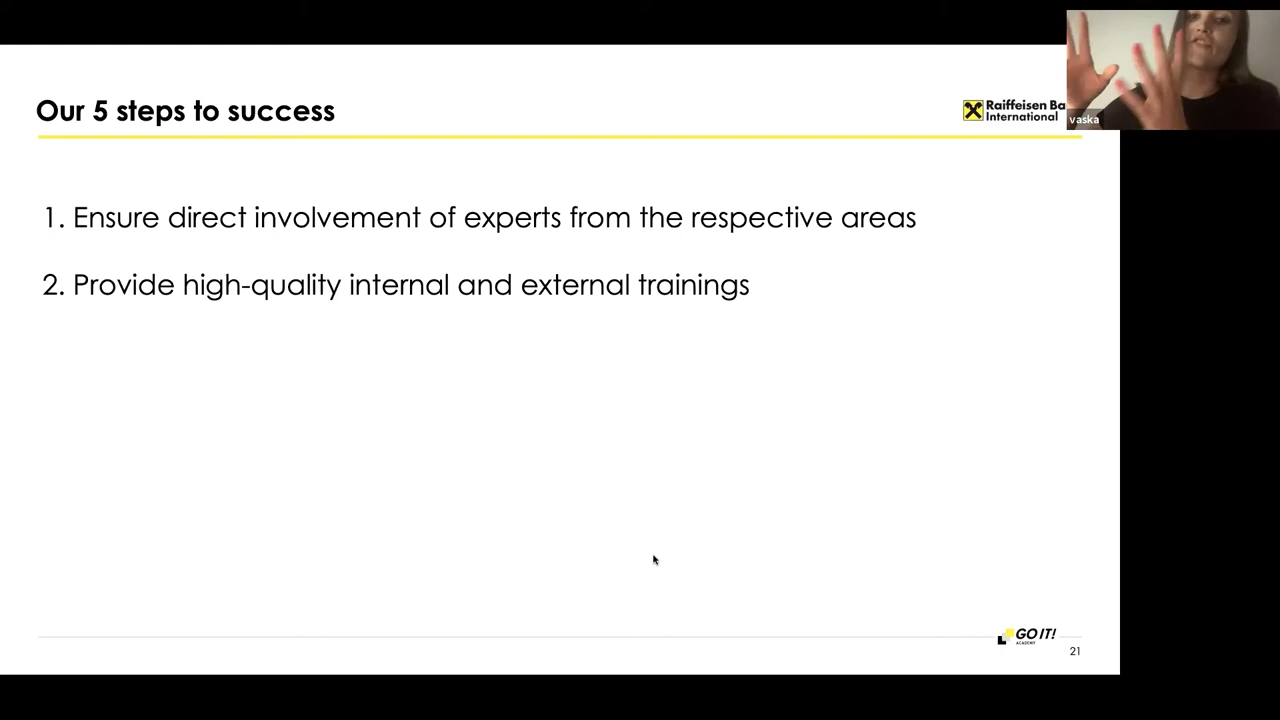 Our 5 steps to success
Raiffeisen Ba
International
vaska
1. Ensure direct involvement of experts from the respective areas
2. Provide high-quality internal and external trainings
GO IT!
ACADEMY
21